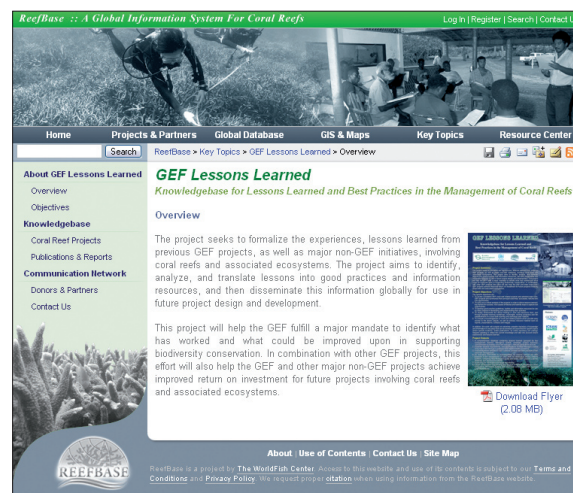 ReefBase :: A Global Information System For Coral Reefs
Log In | Register | Search | Contact U
Home Projects & Partners Global Database GIS & Maps Key Topics Resource Center
Search
ReefBase > Key Topics > GEF Lessons Learned > Overview
About GEF Lessons Learned
Overview
Objectives
Knowledgebase
Coral Reef Projects
Publications & Reports
Communication Network
Donors & Partners
Contact Us
GEF Lessons Learned
Knowledgebase for Lessons Learned and Best Practices in the Management of Coral Reefs
Overview
The project seeks to formalize the experiences, lessons learned from
previous GEF projects, as well as major non-GEF initiatives, involving
coral reefs and associated ecosystems. The project aims to identify,
analyze, and translate lessons into good practices and information
resources, and then disseminate this information globally for use in
future project design and development.
This project will help the GEF fulfill a major mandate to identify what
has worked and what could be improved upon in supporting
biodiversity conservation. In combination with other GEF projects, this
effort will also help the GEF and other major non-GEF projects achieve
improved return on investment for future projects involving coral reefs
and associated ecosystems.
GEF LESSONS LEARNED
Download Flyer
(2.08 MB)
REEFBASE
About | Use of Contents | Contact Us | Site Map
ReefBase is a project by The WorldFish Center. Access to this website and use of its contents is subject to our Terms and
Conditions and Privacy Policy. We request proper citation when using information from the ReefBase website.